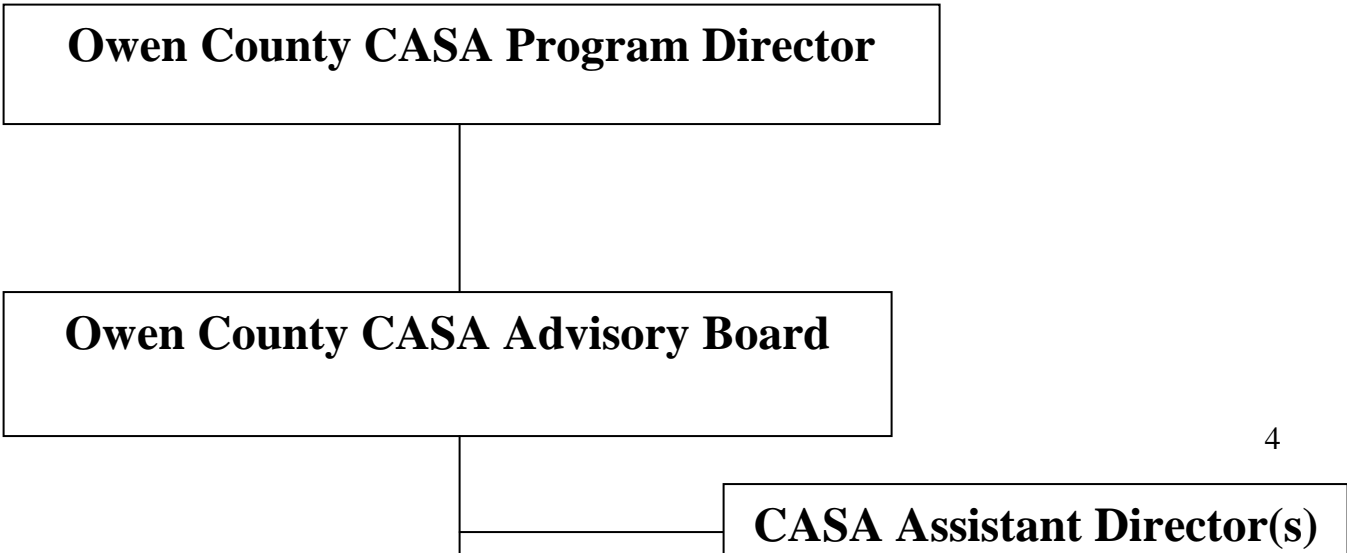 Owen County CASA Program Director
Owen County CASA Advisory Board
4
CASA Assistant Director(s)